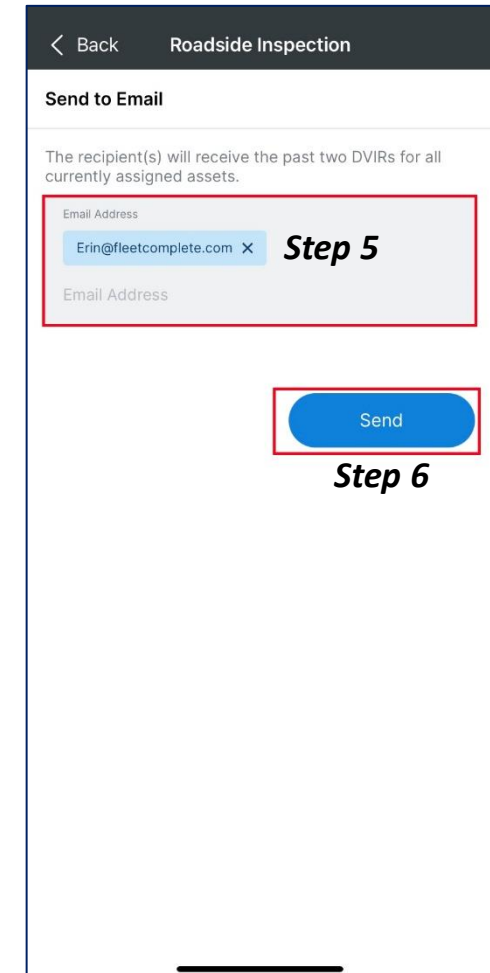 Back Roadside Inspection
Send to Email
The recipient(s) will receive the past two DVIRs for all
currently assigned assets.
Email Address
Erin@fleetcomplete.com X Step 5
Email Address
Send
Step 6